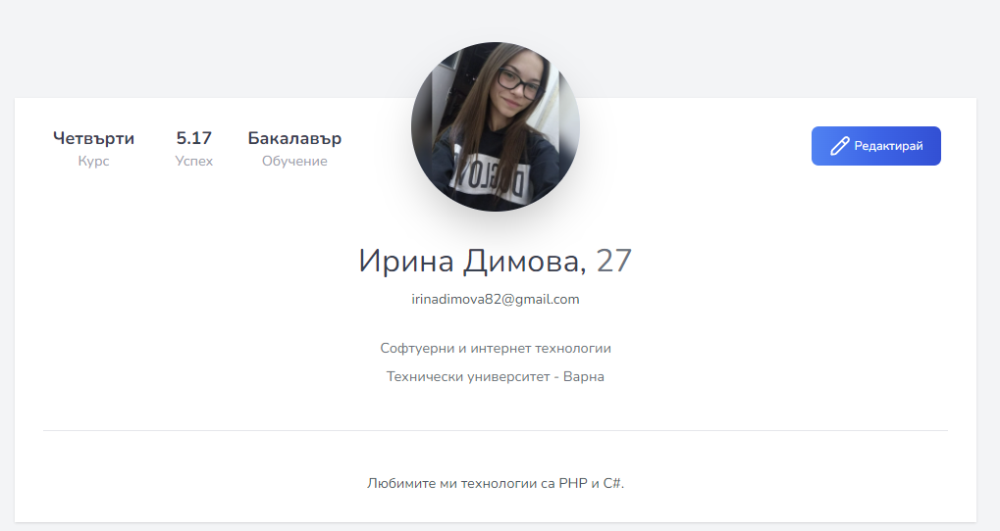 Четвърти
Курс
5.17
Успех
Бакалавър
Обучение
Редактирай
Ирина Димова, 27
irinadimova82@gmail.com
Софтуерни и интернет технологии
Технически университет - Варна
Любимите ми технологии са PHP и C#.